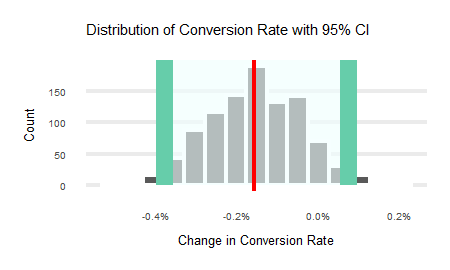 Distribution of Conversion Rate with 95% CI
Count
150
100
50
0
-0.4%
-0.2%
0.0%
0.2%
Change in Conversion Rate